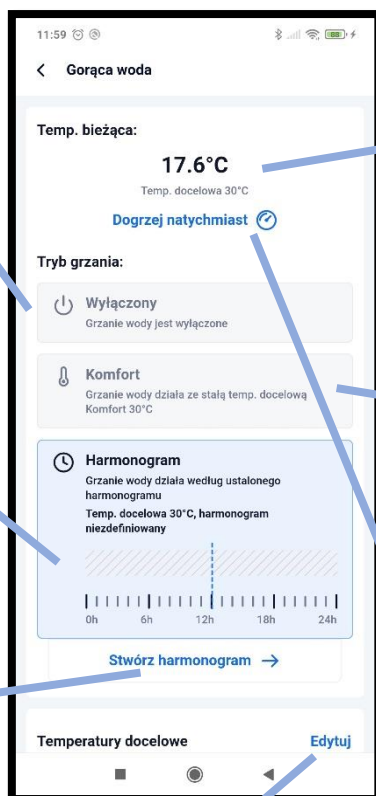 11:59
Gorąca woda
Temp. bieżąca:
17.6°C
Temp. docelowa 30°C
Dogrzej natychmiast
Tryb grzania:
Wyłączony
Grzanie wody jest wyłączone
Komfort
Grzanie wody działa ze stałą temp. docelową
Komfort 30°C
Harmonogram
Grzanie wody działa według ustalonego
harmonogramu
Temp. docelowa 30°C, harmonogram
niezdefiniowany
0h 6h 12h 18h 24h
Stwórz harmonogram →
Temperatury docelowe Edytuj